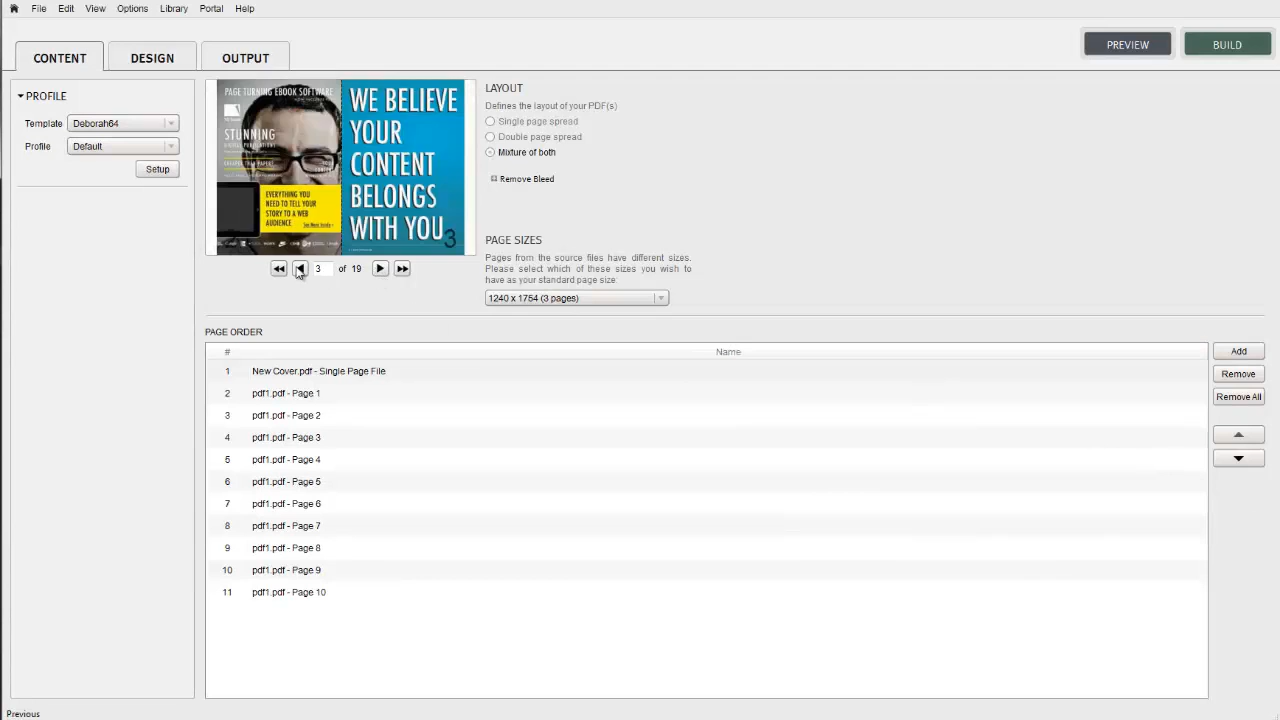 File Edit View Options Library Portal Help
CONTENT DESIGN OUTPUT
PREVIEW BUILD
PROFILE
Template Deborah64
Profile Default
Setup
PAGE TURNING EBOOK SOFTWARE
STUNNING
DIGITAL PUBLICATIONS
EVERYTHING YOU
NEED TO TELL YOUR
STORY TO A WEB
AUDIENCE.
WE BELIEVE
YOUR
CONTENT
BELONGS
WITH YOU
3
3 of 19
LAYOUT
Defines the layout of your PDF(s)
Single page spread
Double page spread
Mixture of both
Remove Bleed
PAGE SIZES
Pages from the source files have different sizes.
Please select which of these sizes you wish to
have as your standard page size:
1240 x 1754 (3 pages)
PAGE ORDER
# Name
1 New Cover.pdf - Single Page File
2 pdf1.pdf - Page 1
3 pdf1.pdf - Page 2
4 pdf1.pdf - Page 3
5 pdf1.pdf - Page 4
6 pdf1.pdf - Page 5
7 pdf1.pdf - Page 6
8 pdf1.pdf - Page 7
9 pdf1.pdf - Page 8
10 pdf1.pdf - Page 9
11 pdf1.pdf - Page 10
Add
Remove
Remove All
Previous